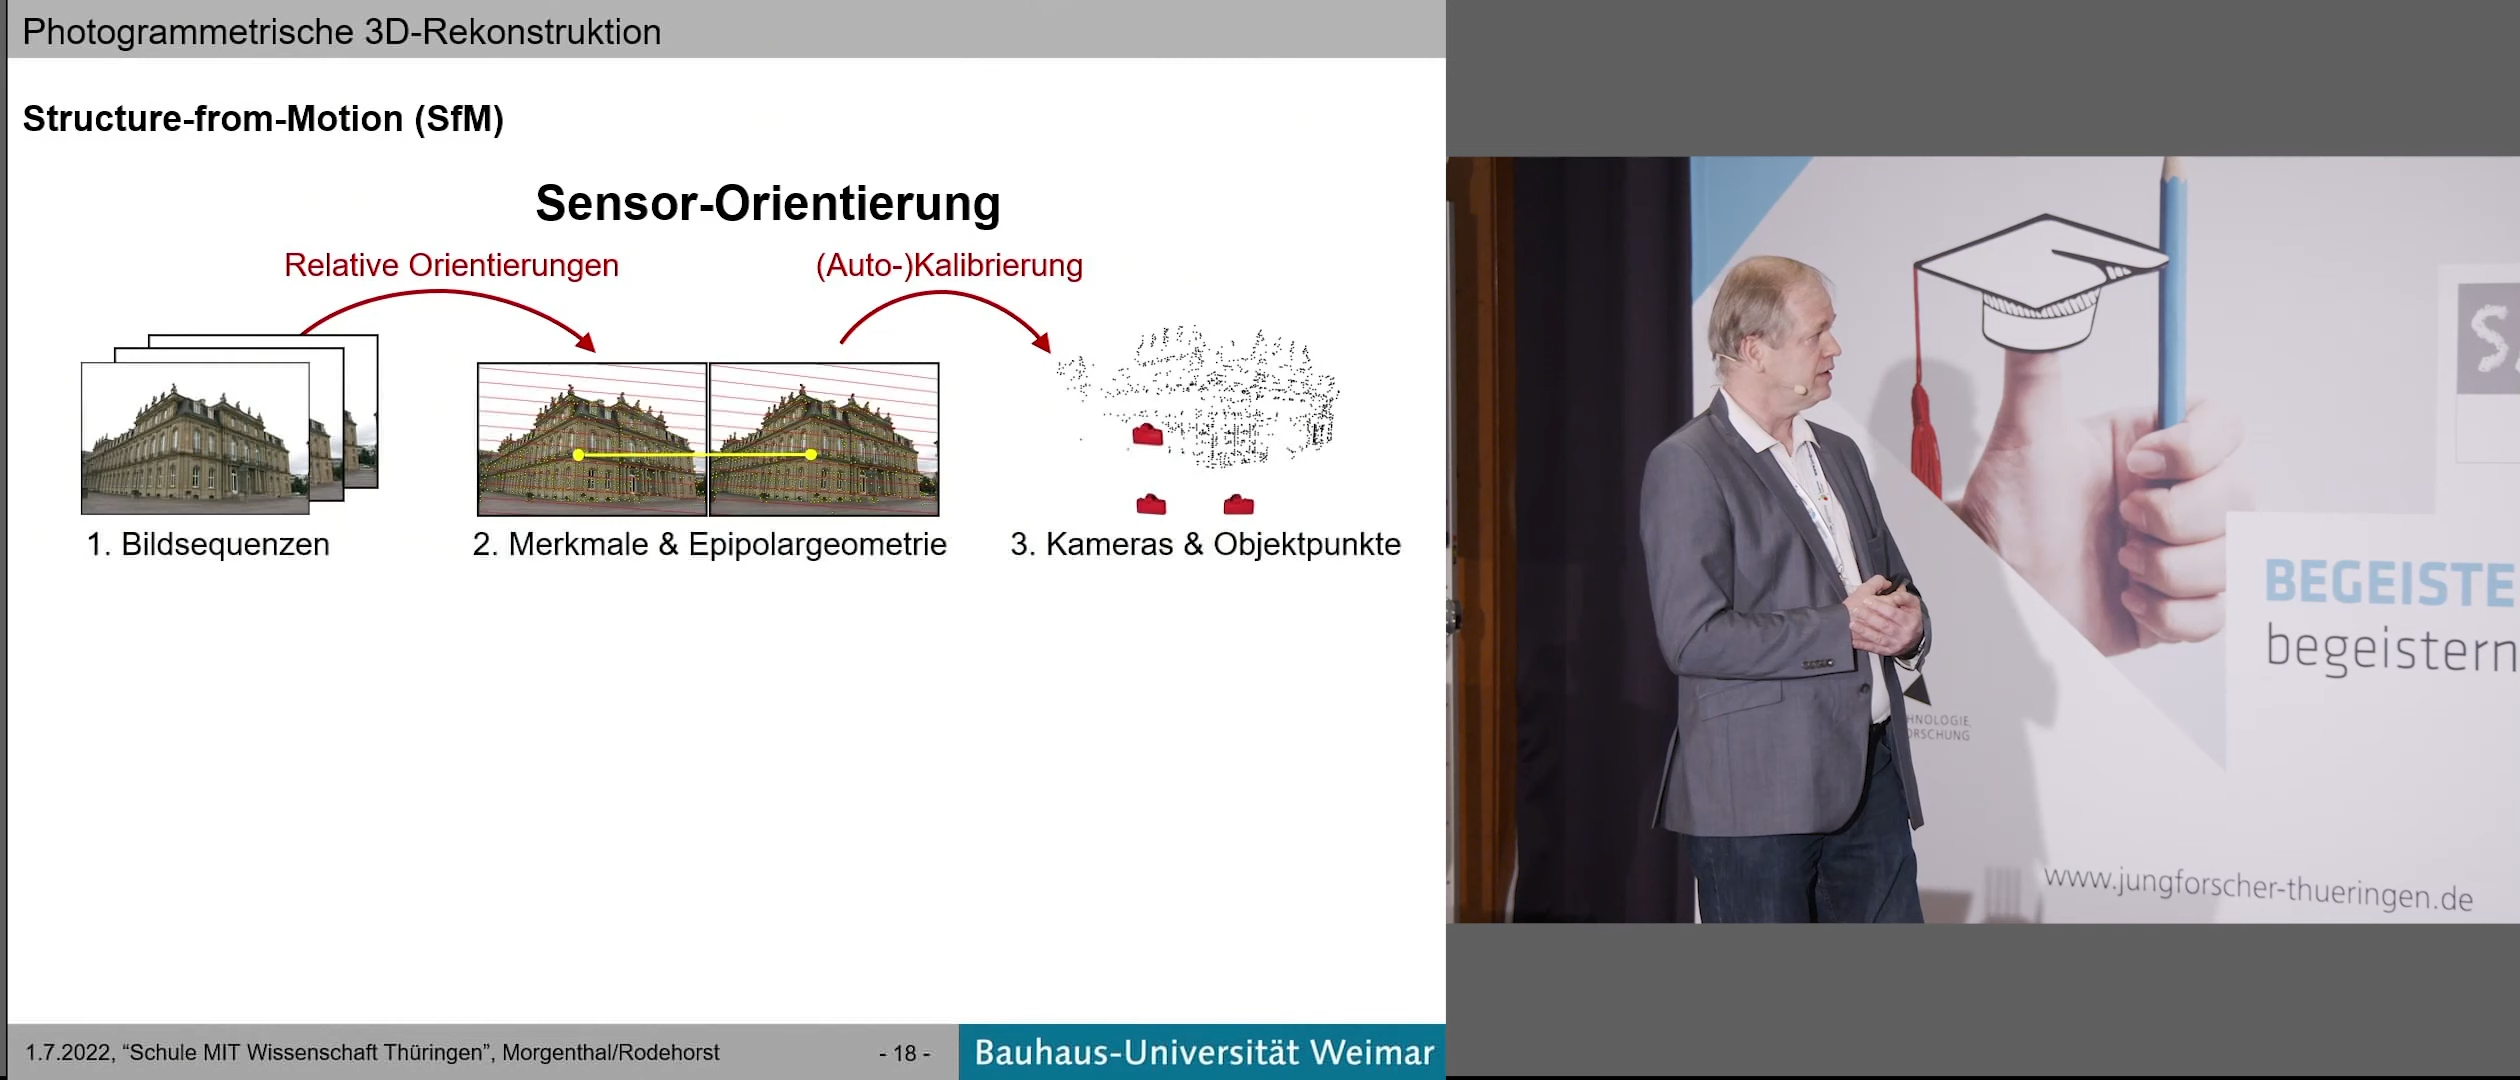 Photogrammetrische 3D-Rekonstruktion
Structure-from-Motion (SfM)
Sensor-Orientierung
Relative Orientierungen
(Auto-)Kalibrierung
1. Bildsequenzen
2. Merkmale & Epipolargeometrie
3. Kameras & Objektpunkte
1.7.2022, “Schule MIT Wissenschaft Thüringen”, Morgenthal/Rodehorst
- 18 -
Bauhaus-Universität Weimar
BEGEISTE
begeistern
HNOLOGIE
ORSCHUNG
www.jungforscher-thueringen.de